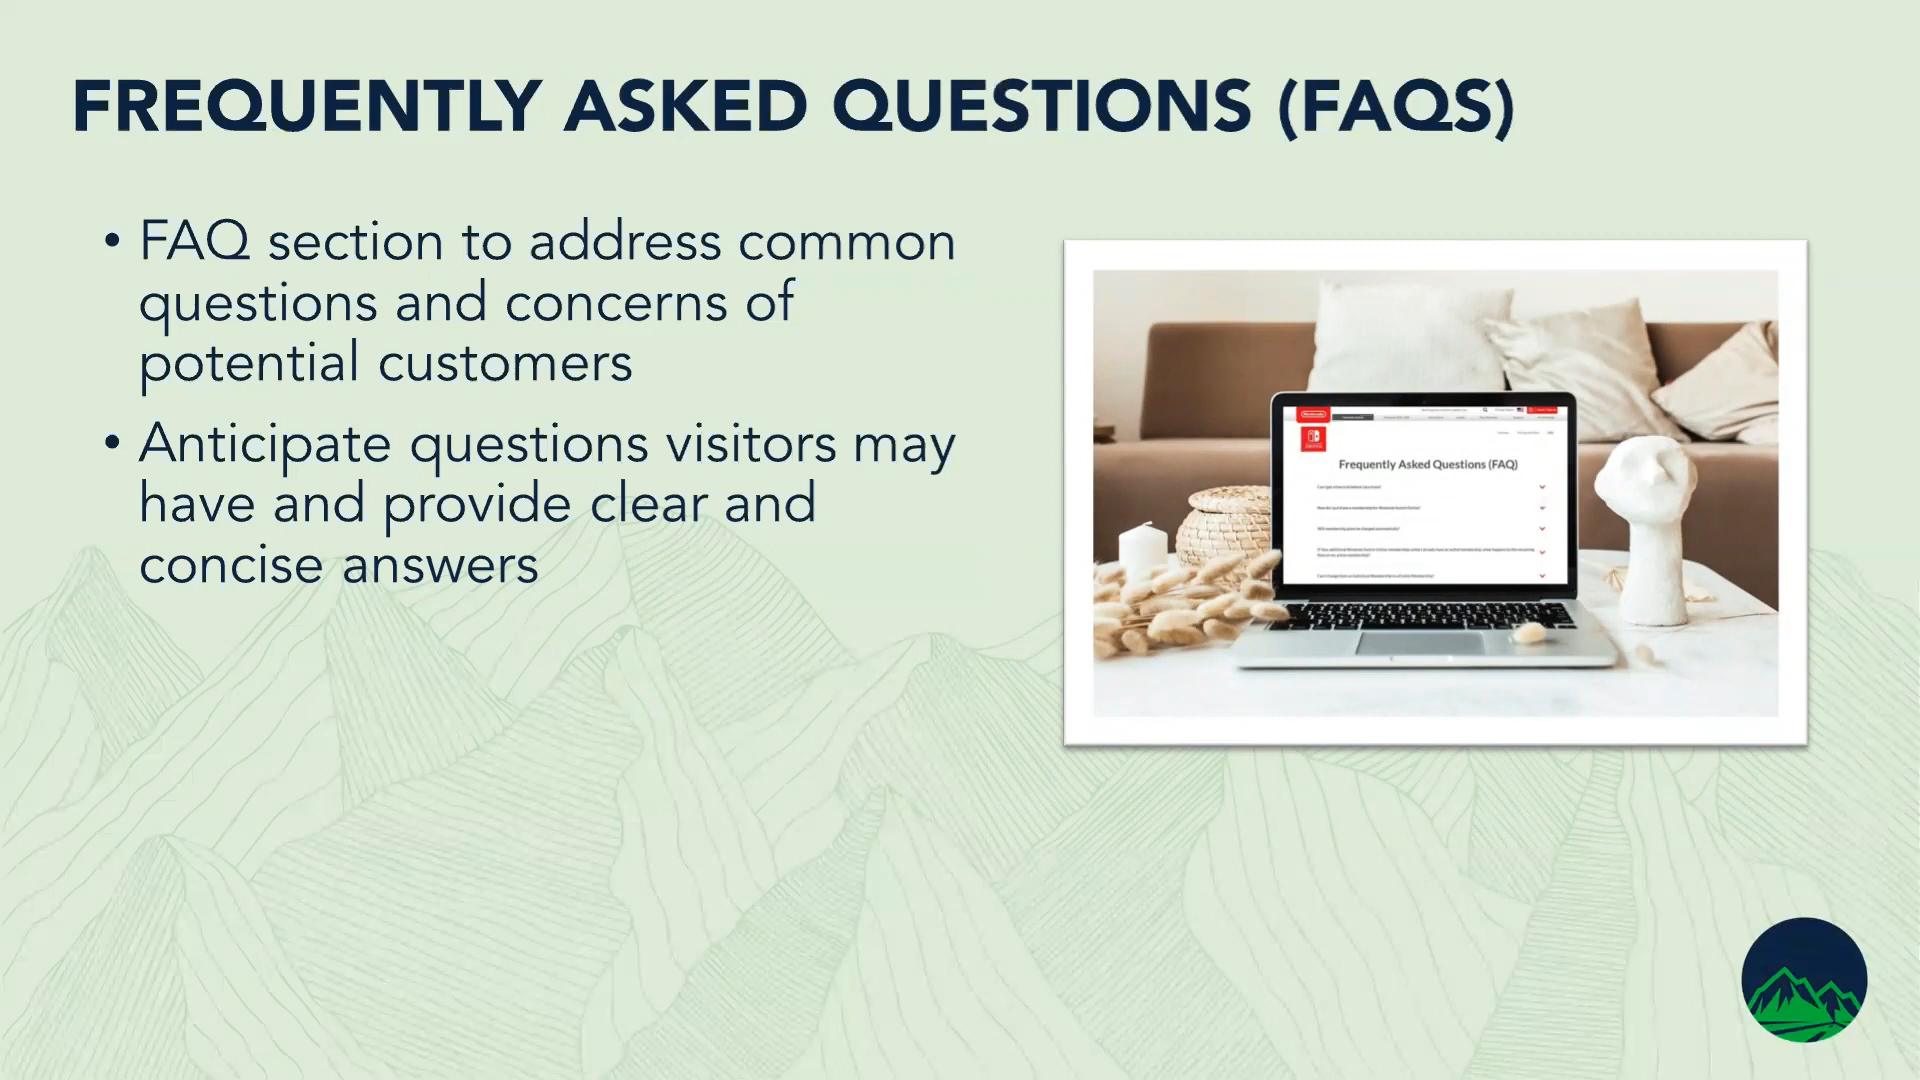 FREQUENTLY ASKED QUESTIONS (FAQS)
• FAQ section to address common
questions and concerns of
potential customers
• Anticipate questions visitors may
have and provide clear and
concise answers
Nintendo
Frequently Asked Questions (FAQ)